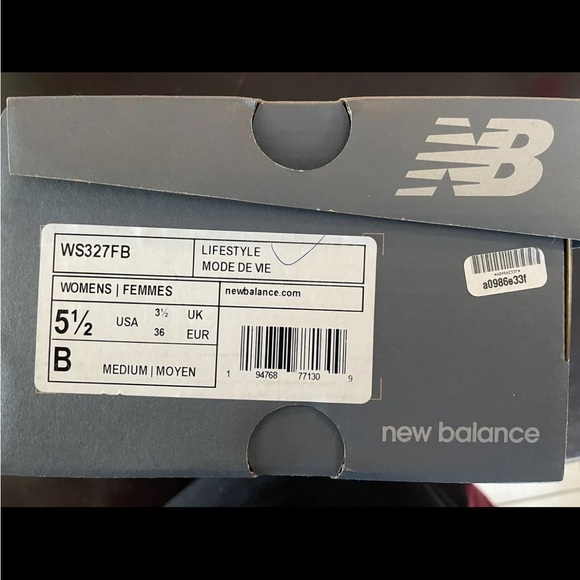 NB
WS327FB
LIFESTYLE
MODE DE VIE
WOMENS | FEMMES
newbalance.com
5½ USA 3½ UK
36 EUR
B MEDIUM | MOYEN
1 94768 77130 9
a0986e33f
new balance